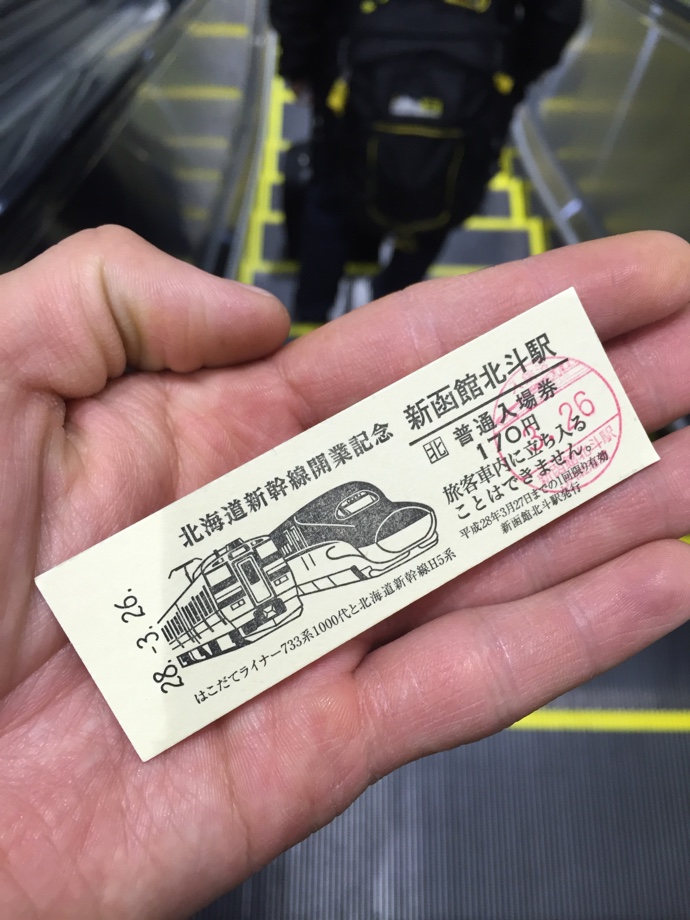 北海道新幹線開業記念
28.-3.26.
はこだてライナー733系1000代と北海道新幹線H5系
新函館北斗駅
北 普通入場券
170円
旅客車内に立ち入る
ことはできません。
平成28年3月27日までの1回限り有効
新函館北斗駅発行
3.26